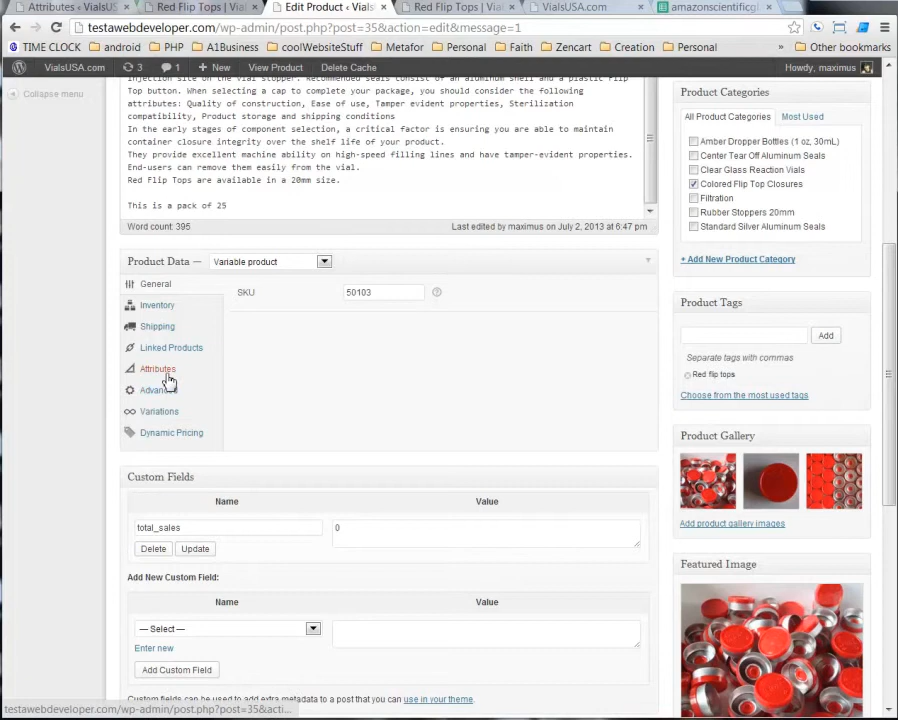 Attributes ‹ VialsUS
Red Flip Tops | Vial
Edit Product ‹ Vials
Red Flip Tops | Vial
VialsUSA.com
amazonscientificgl
testawebdeveloper.com/wp-admin/post.php?post=35&action=edit&message=1
TIME CLOCK
android
PHP
A1Business
coolWebsiteStuff
Metafor
Personal
Faith
Zencart
Creation
Personal
»
Other bookmarks
VialsUSA.com
3
1
+ New
View Product
Delete Cache
Howdy, maximus
Collapse menu
injection site on the vial stopper. Recommended seals consist of an aluminum shell and a plastic Flip
Top button. When selecting a cap to complete your package, you should consider the following
attributes: Quality of construction, Ease of use, Tamper evident properties, Sterilization
compatibility, Product storage and shipping conditions
In the early stages of component selection, a critical factor is ensuring you are able to maintain
container closure integrity over the shelf life of your product.
They provide excellent machine ability on high-speed filling lines and have tamper-evident properties.
End-users can remove them easily from the vial.
Red Flip Tops are available in a 20mm size.
This is a pack of 25
Word count: 395
Last edited by maximus on July 2, 2013 at 6:47 pm
Product Data —
Variable product
General
Inventory
Shipping
Linked Products
Attributes
Advanced
Variations
Dynamic Pricing
SKU
50103
Custom Fields
Name
Value
total_sales
0
Delete
Update
Add New Custom Field:
Name
Value
— Select —
Enter new
Add Custom Field
Custom fields can be used to add extra metadata to a post that you can use in your theme.
Product Categories
All Product Categories
Most Used
Amber Dropper Bottles (1 oz, 30mL)
Center Tear Off Aluminum Seals
Clear Glass Reaction Vials
Colored Flip Top Closures
Filtration
Rubber Stoppers 20mm
Standard Silver Aluminum Seals
+ Add New Product Category
Product Tags
Add
Separate tags with commas
Red flip tops
Choose from the most used tags
Product Gallery
Add product gallery images
Featured Image
testawebdeveloper.com/wp-admin/post.php?post=35&acti...